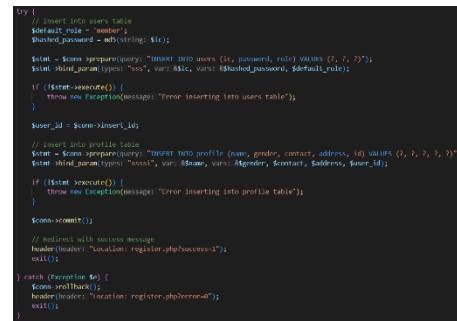 try {
// insert into users table
$default_role = 'member';
$hashed_password = md5(string: $ic);
$stmt = $conn->prepare(query: "INSERT INTO users (ic, password, role) VALUES (?, ?, ?)");
$stmt->bind_param(types: "sss", var: &$ic, vars: &$hashed_password, $default_role);
if (!$stmt->execute()) {
throw new Exception(message: "Error inserting into users table");
}
$user_id = $conn->insert_id;
// insert into profile table
$stmt = $conn->prepare(query: "INSERT INTO profile (name, gender, contact, address, id) VALUES (?, ?, ?, ?, ?)"
$stmt->bind_param(types: "ssssi", var: &$name, vars: &$gender, $contact, $address, $user_id);
if (!$stmt->execute()) {
throw new Exception(message: "Error inserting into profile table");
}
$conn->commit();
// Redirect with success message
header(header: "Location: register.php?success=1");
exit();
} catch (Exception $e) {
$conn->rollback();
header(header: "Location: register.php?error=0");
exit();
}